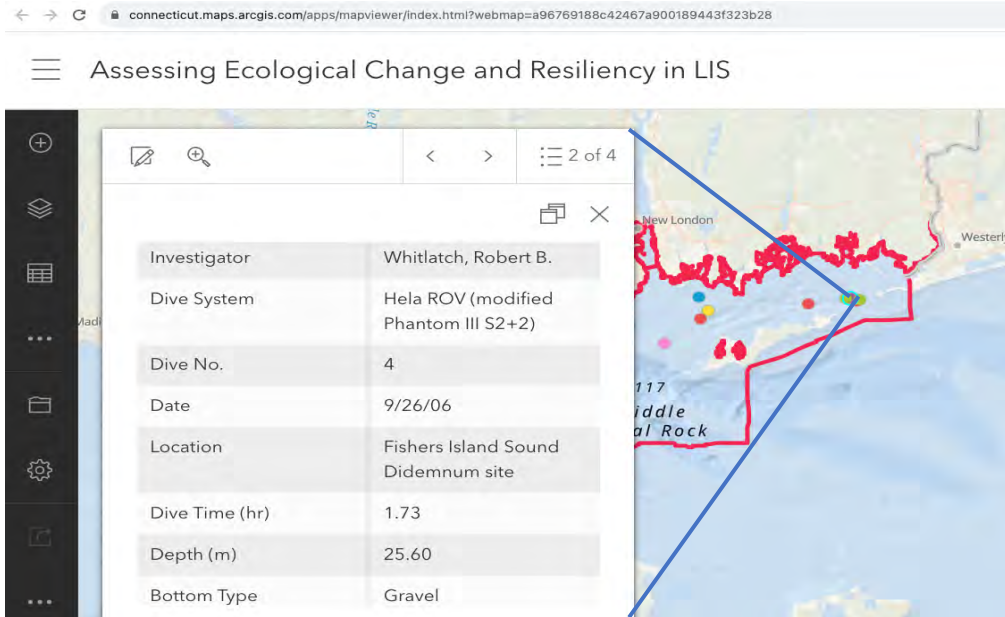 connecticut.maps.arcgis.com/apps/mapviewer/index.html?webmap=a96769188c42467a900189443f323b28
Assessing Ecological Change and Resiliency in LIS
2 of 4
Investigator Whitlatch, Robert B.
Dive System Hela ROV (modified
Phantom III S2+2)
Dive No. 4
Date 9/26/06
Location Fishers Island Sound
Didemnum site
Dive Time (hr) 1.73
Depth (m) 25.60
Bottom Type Gravel
New London
Westerl
Madi
117
iddle
al Rock